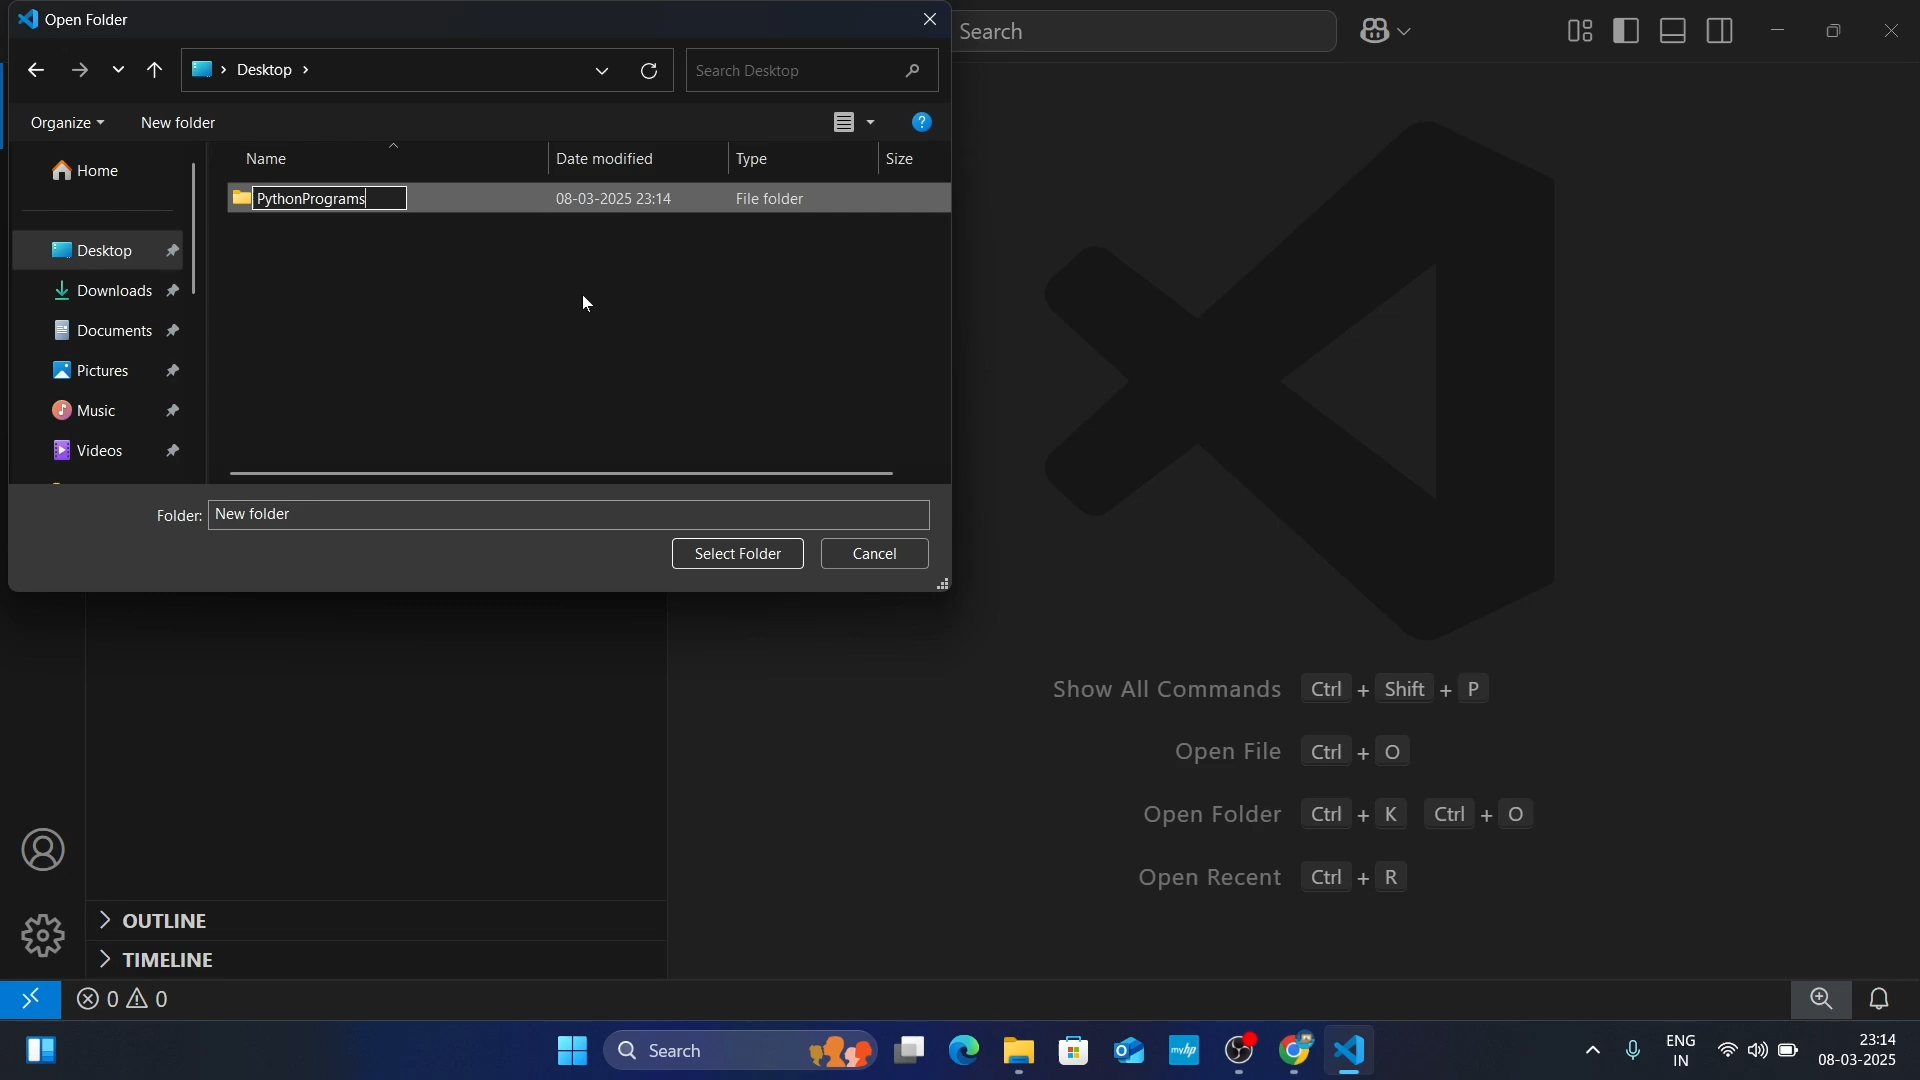 Open Folder
Search
Desktop
Search Desktop
Organize
New folder
Name
Date modified
Type
Size
Home
PythonPrograms
08-03-2025 23:14
File folder
Desktop
Downloads
Documents
Pictures
Music
Videos
Folder:
New folder
Select Folder
Cancel
Show All Commands Ctrl + Shift + P
Open File Ctrl + O
Open Folder Ctrl + K Ctrl + O
Open Recent Ctrl + R
OUTLINE
TIMELINE
0 0
Search
myhp
ENG
IN
23:14
08-03-2025